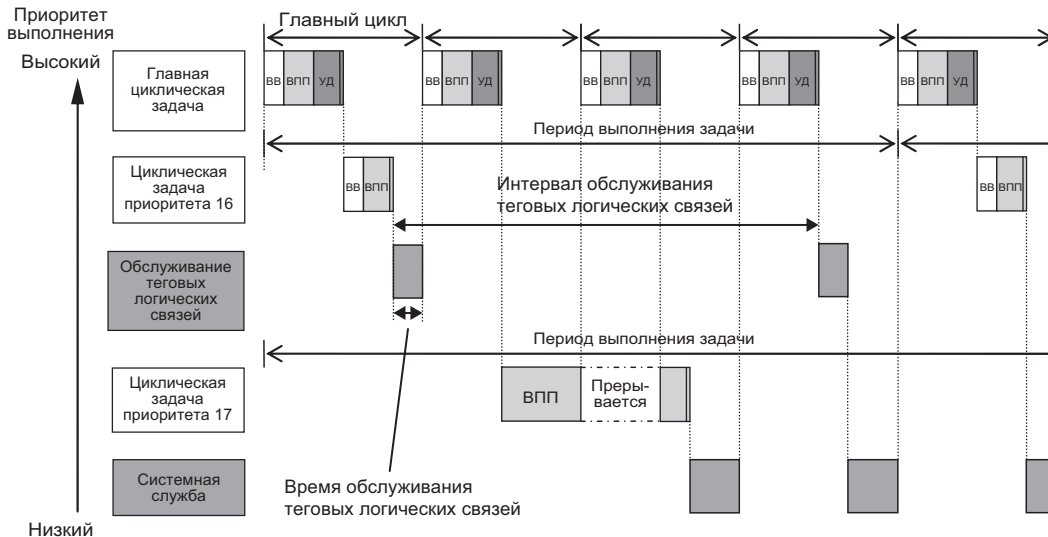 Приоритет
выполнения
Главный цикл
Высокий
Главная
циклическая
задача
ВВ ВПП УД
ВВ ВПП УД
ВВ ВПП УД
ВВ ВПП УД
ВВ ВПП УД
Период выполнения задачи
Циклическая
задача
приоритета 16
ВВ ВПП
ВВ ВПП
Интервал обслуживания
теговых логических связей
Обслуживание
теговых
логических
связей
Период выполнения задачи
Циклическая
задача
приоритета 17
ВПП
Преры-
вается
Системная
служба
Время обслуживания
теговых логических связей
Низкий